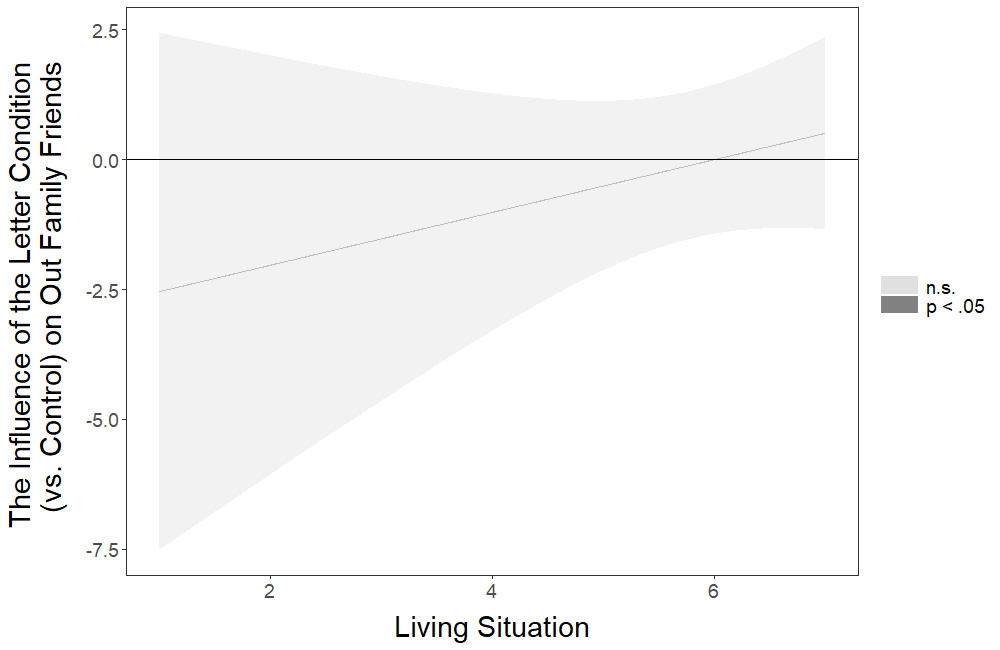 The Influence of the Letter Condition
(vs. Control) on Out Family Friends
2.5
0.0
-2.5
-5.0
-7.5
2
4
6
Living Situation
n.s.
p < .05